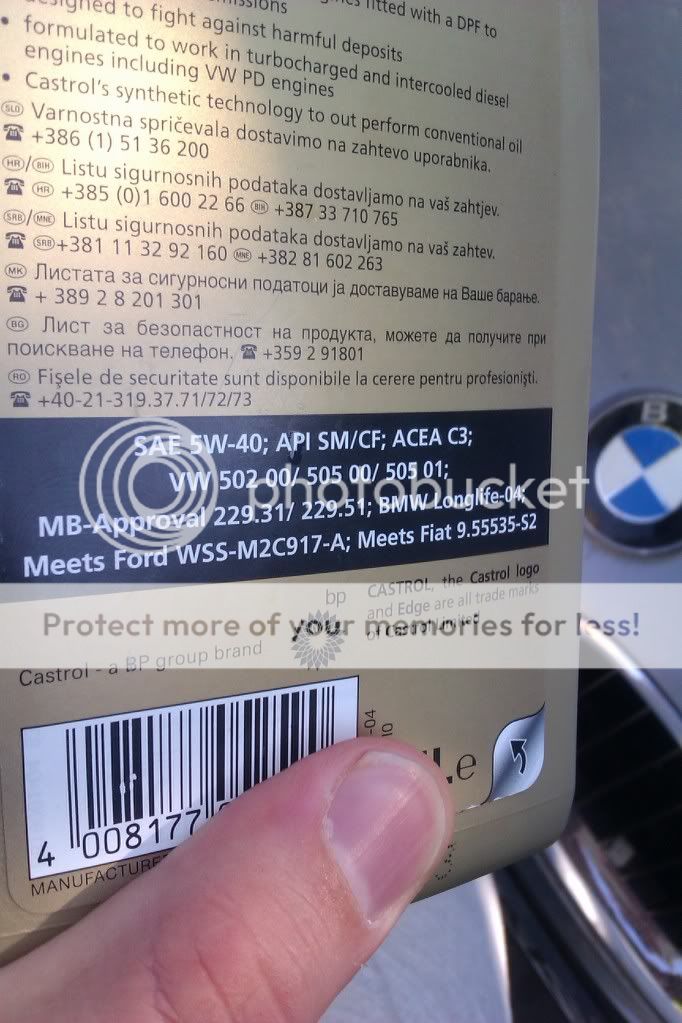 designed to fight against harmful deposits
• formulated to work in turbocharged and intercooled diesel
engines including VW PD engines
• Castrol's synthetic technology to out perform conventional oil
SLO Varnostna spričevala dostavimo na zahtevo uporabnika.
☎ +386 (1) 51 36 200
HR/BIH Listu sigurnosnih podataka dostavljamo na vaš zahtjev.
☎ HR +385 (0)1 600 22 66 BIH +387 33 710 765
SRB/MNE Listu sigurnosnih podataka dostavljamo na vaš zahtev.
☎ SRB +381 11 32 92 160 MNE +382 81 602 263
MK Листата за сигурносни податоци ја доставуваме на Ваше барање.
☎ + 389 2 8 201 301
BG Лист за безопастност на продукта, можете да получите при
поискване на телефон. ☎ +359 2 91801
RO Fişele de securitate sunt disponibile la cerere pentru profesionişti.
☎ +40-21-319.37.71/72/73
SAE 5W-40; API SM/CF; ACEA C3;
VW 502 00/ 505 00/ 505 01;
MB-Approval 229.31/ 229.51; BMW Longlife-04;
Meets Ford WSS-M2C917-A; Meets Fiat 9.55535-S2
photobucket
bp
CASTROL, the Castrol logo
and Edge are all trade marks
of Castrol Limited
Protect more of your memories for less!
Castrol - a BP group brand
4 008177
-04
e
MANUFACTURE
B